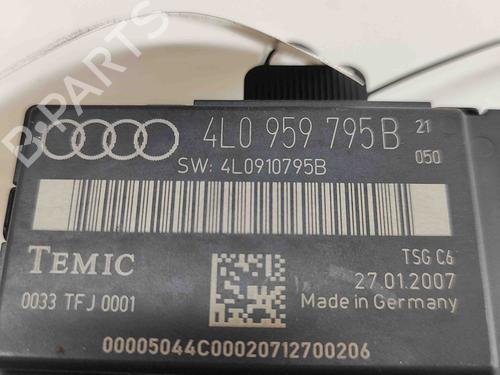 B-PARTS
4L0 959 795B 21
050
SW: 4L0910795B
TEMIC
TSG C6
27.01.2007
0033 TFJ 0001
Made in Germany
00005044C00020712700206